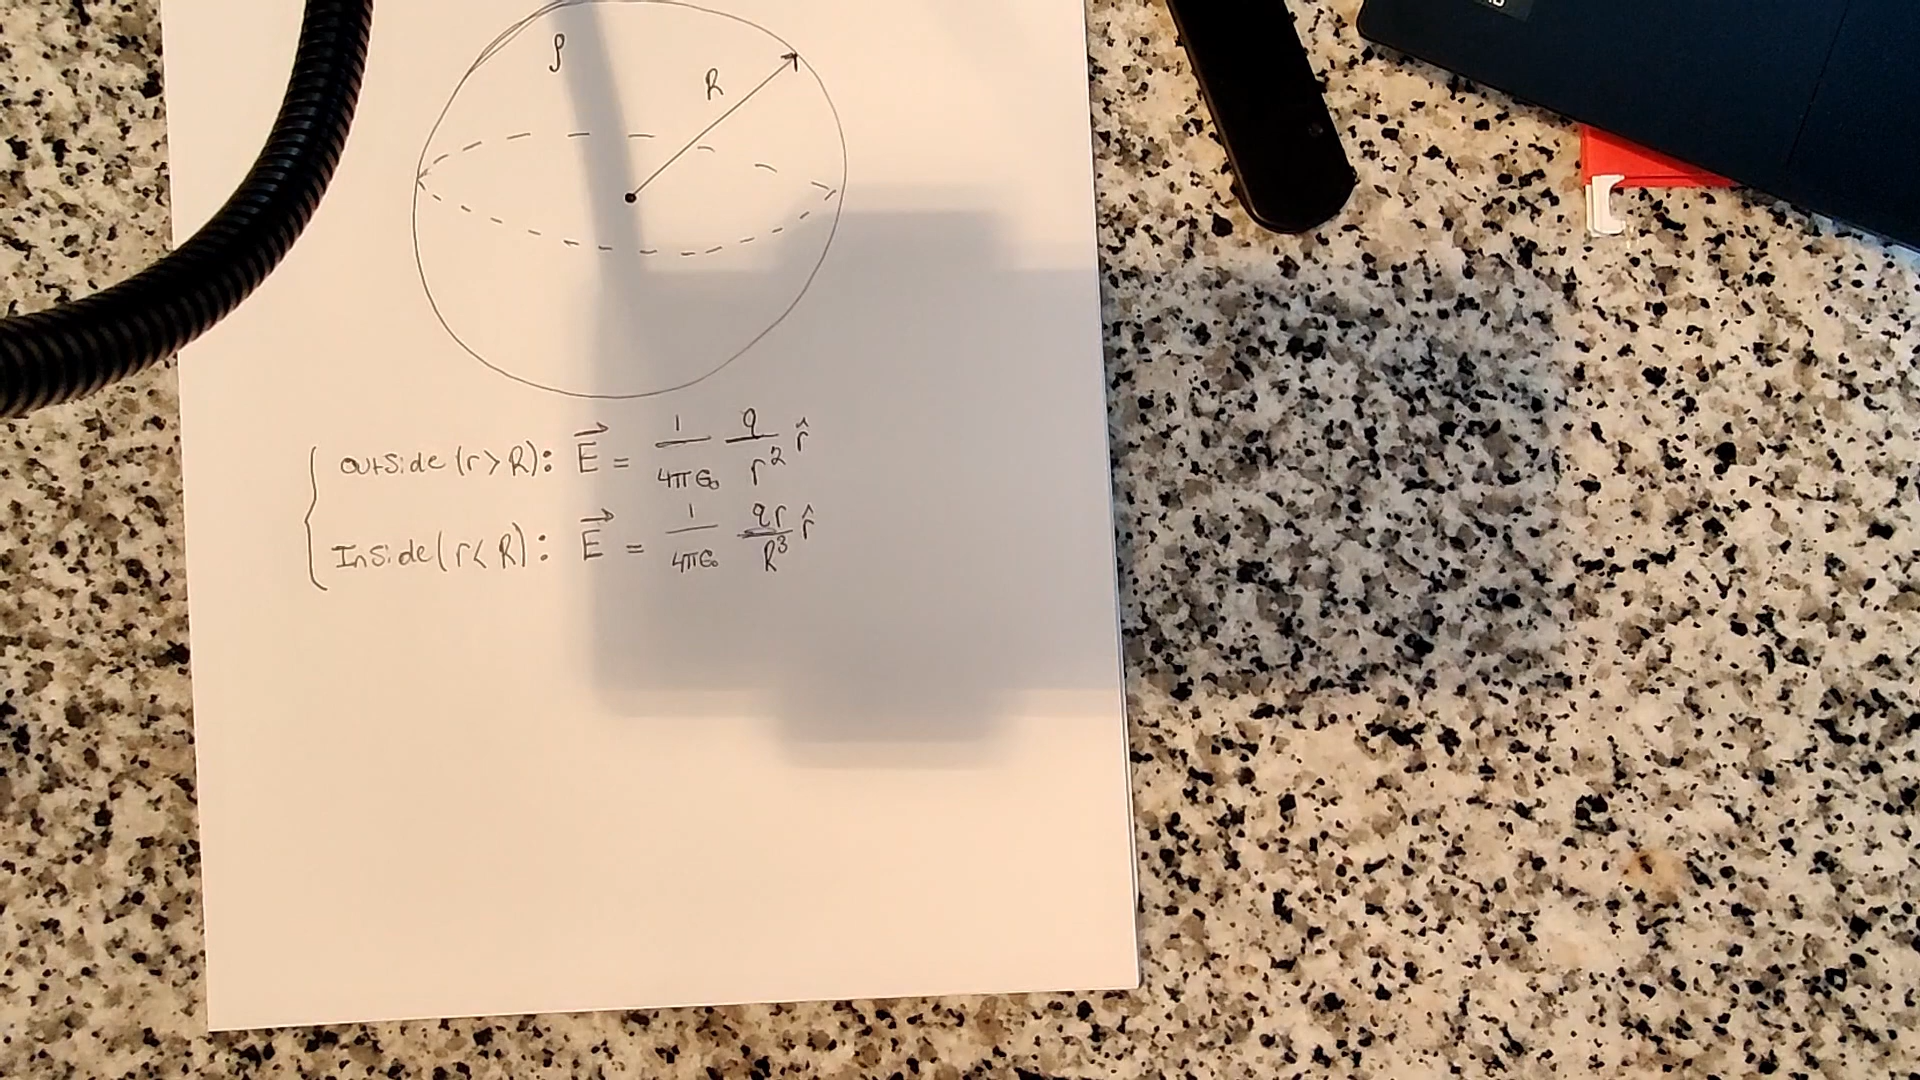 ρ
R
outside (r > R): E⃗ = 1/4πϵ₀ q/r² r̂
Inside (r < R): E⃗ = 1/4πϵ₀ qr/R³ r̂